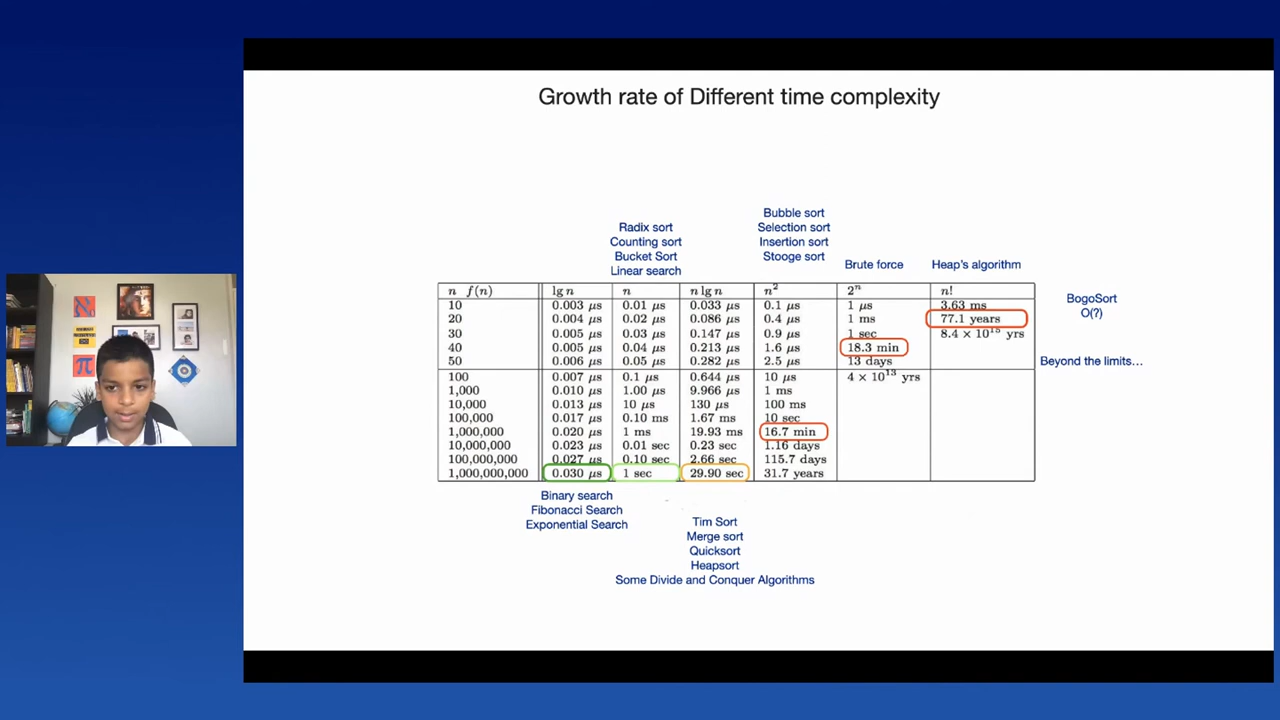 Growth rate of Different time complexity
Bubble sort
Radix sort Selection sort
Counting sort Insertion sort
Bucket Sort Stooge sort
Linear search Brute force Heap's algorithm
n f(n) lg n n n lg n n² 2ⁿ n!
10 0.003 μs 0.01 μs 0.033 μs 0.1 μs 1 μs 3.63 ms
20 0.004 μs 0.02 μs 0.086 μs 0.4 μs 1 ms 77.1 years
30 0.005 μs 0.03 μs 0.147 μs 0.9 μs 1 sec 8.4 × 10¹⁵ yrs
40 0.005 μs 0.04 μs 0.213 μs 1.6 μs 18.3 min
50 0.006 μs 0.05 μs 0.282 μs 2.5 μs 13 days
100 0.007 μs 0.1 μs 0.644 μs 10 μs 4 × 10¹³ yrs
1,000 0.010 μs 1.00 μs 9.966 μs 1 ms
10,000 0.013 μs 10 μs 130 μs 100 ms
100,000 0.017 μs 0.10 ms 1.67 ms 10 sec
1,000,000 0.020 μs 1 ms 19.93 ms 16.7 min
10,000,000 0.023 μs 0.01 sec 0.23 sec 1.16 days
100,000,000 0.027 μs 0.10 sec 2.66 sec 115.7 days
1,000,000,000 0.030 μs 1 sec 29.90 sec 31.7 years
BogoSort
O(?)
Beyond the limits...
Binary search
Fibonacci Search
Exponential Search
Tim Sort
Merge sort
Quicksort
Heapsort
Some Divide and Conquer Algorithms